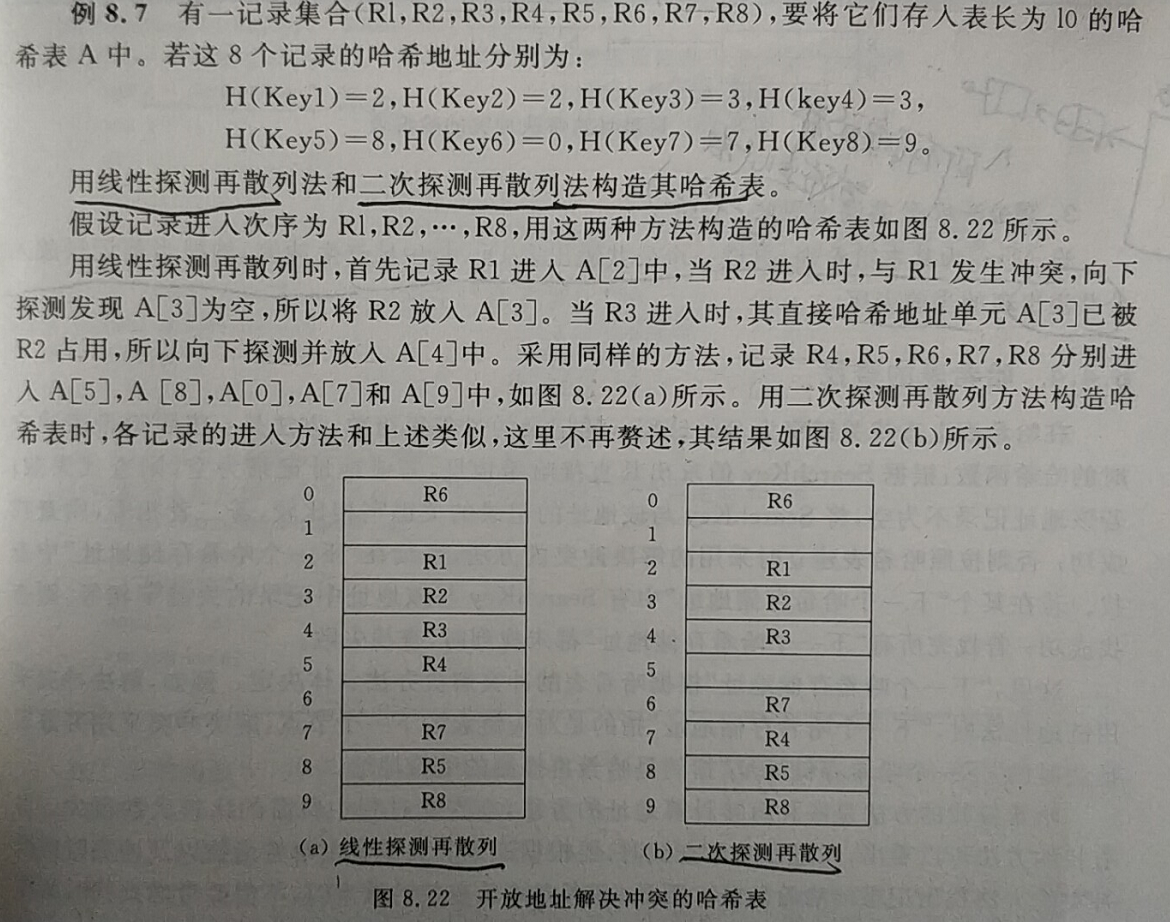 例 8.7 有一记录集合(R1,R2,R3,R4,R5,R6,R7,R8),要将它们存入表长为 10 的哈
希表 A 中。若这 8 个记录的哈希地址分别为:
H(Key1)=2,H(Key2)=2,H(Key3)=3,H(key4)=3,
H(Key5)=8,H(Key6)=0,H(Key7)=7,H(Key8)=9。
用线性探测再散列法和二次探测再散列法构造其哈希表。
假设记录进入次序为 R1,R2,…,R8,用这两种方法构造的哈希表如图 8.22 所示。
用线性探测再散列时,首先记录 R1 进入 A[2]中,当 R2 进入时,与 R1 发生冲突,向下
探测发现 A[3]为空,所以将 R2 放入 A[3]。当 R3 进入时,其直接哈希地址单元 A[3]已被
R2 占用,所以向下探测并放入 A[4]中。采用同样的方法,记录 R4,R5,R6,R7,R8 分别进
入 A[5],A [8],A[0],A[7]和 A[9]中,如图 8.22(a)所示。用二次探测再散列方法构造哈
希表时,各记录的进入方法和上述类似,这里不再赘述,其结果如图 8.22(b)所示。
0 R6 0 R6
1 1
2 R1 2 R1
3 R2 3 R2
4 R3 4 R3
5 R4 5
6 6 R7
7 R7 7 R4
8 R5 8 R5
9 R8 9 R8
(a) 线性探测再散列 (b) 二次探测再散列
图 8.22 开放地址解决冲突的哈希表